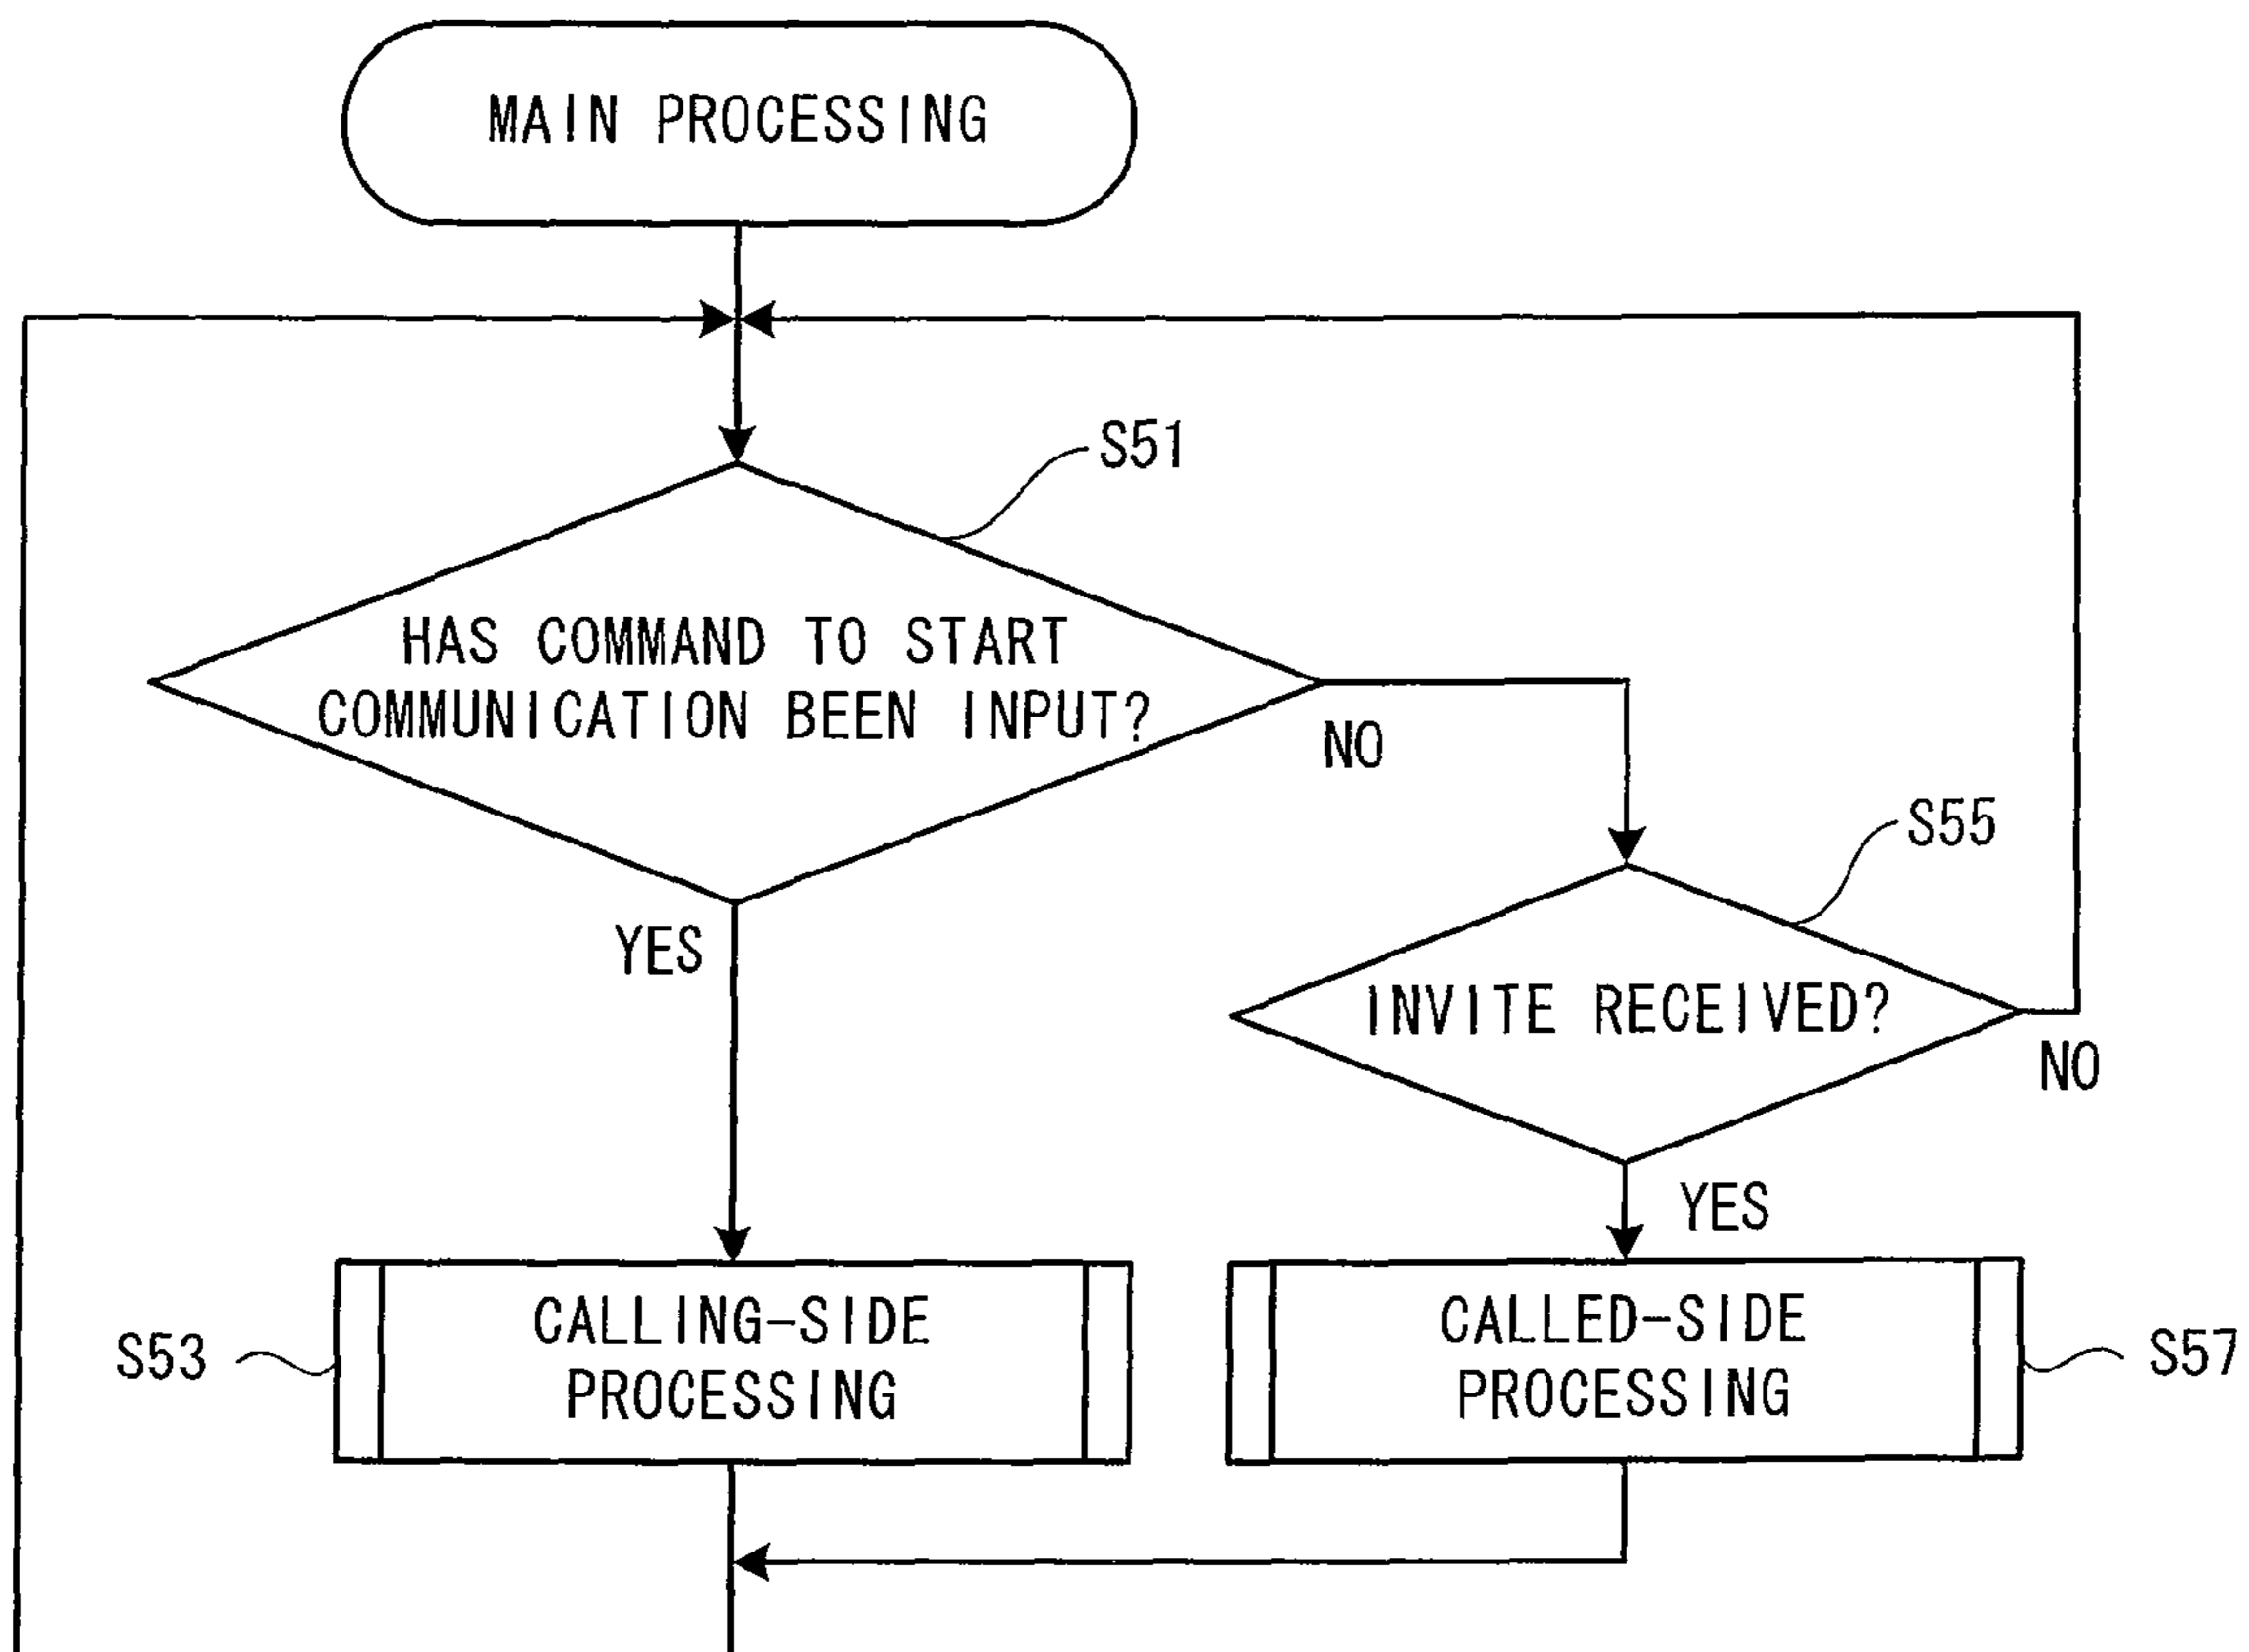 MAIN PROCESSING
S51
HAS COMMAND TO START
COMMUNICATION BEEN INPUT?
NO
YES
S55
INVITE RECEIVED?
NO
YES
S53
CALLING-SIDE
PROCESSING
CALLED-SIDE
PROCESSING
S57